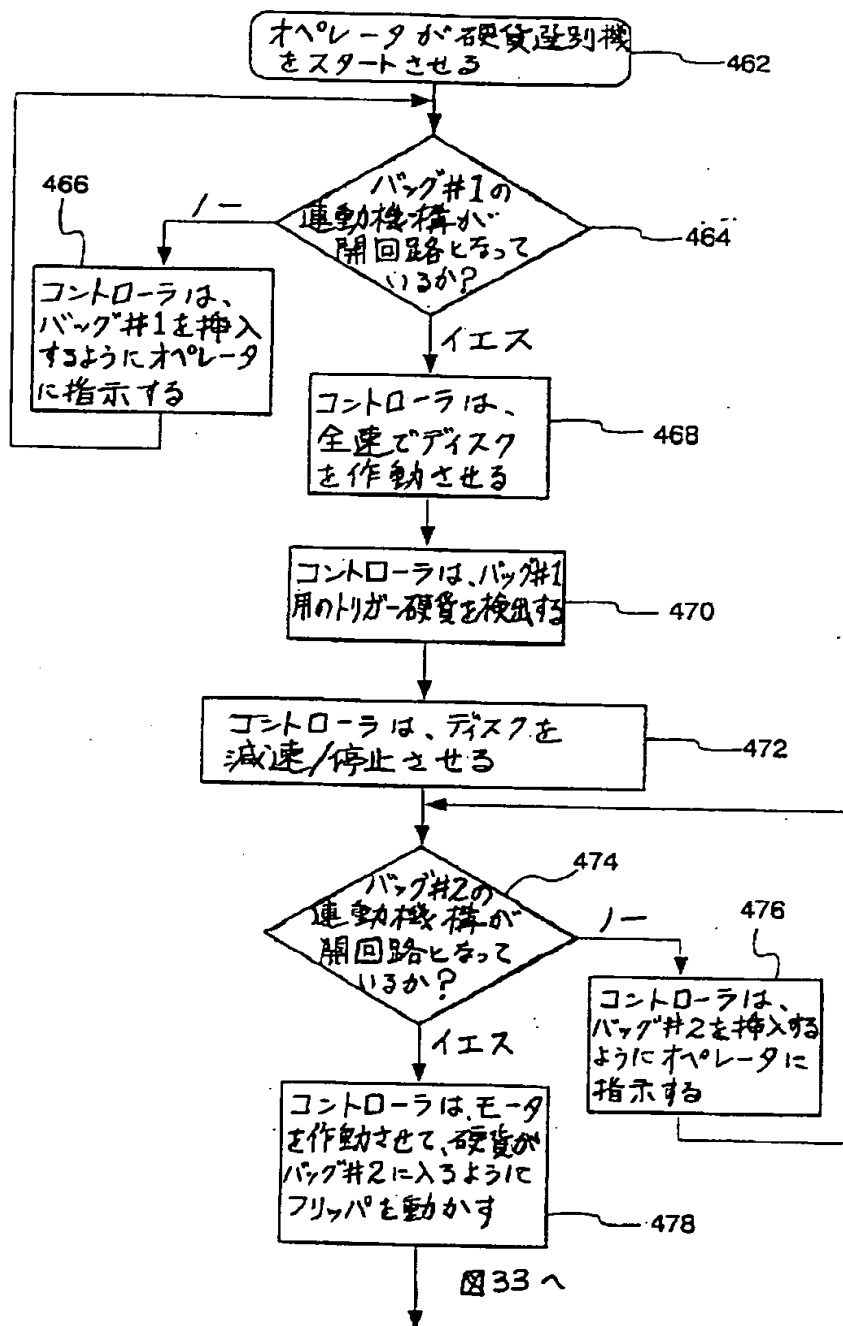 オペレータが硬貨選別機
をスタートさせる
462
バッグ#1の
連動機構が
開回路となって
いるか?
464
ノー
466
コントローラは、
バッグ#1を挿入
するようにオペレータ
に指示する
イエス
コントローラは、
全速でディスク
を作動させる
468
コントローラは、バッグ#1
用のトリガー硬貨を検出する
470
コントローラは、ディスクを
減速/停止させる
472
バッグ#2の
連動機構が
開回路となって
いるか?
474
ノー
476
コントローラは、
バッグ#2を挿入する
ようにオペレータに
指示する
イエス
コントローラは、モータ
を作動させて、硬貨が
バッグ#2に入るように
フリッパを動かす
478
図33へ